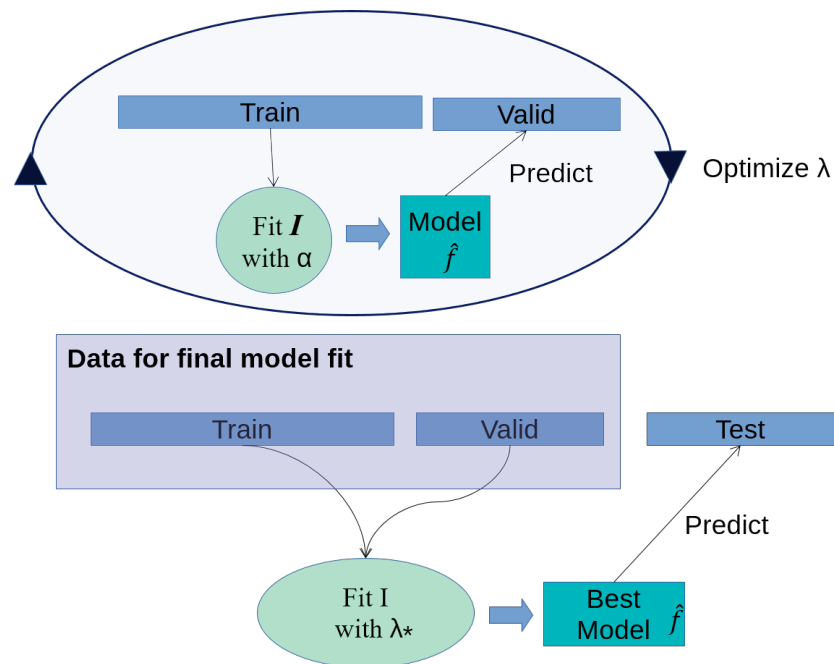 Train
Valid
Predict
Optimize λ
Fit I
with α
Model
f̂
Data for final model fit
Train
Valid
Test
Predict
Fit I
with λ*
Best
Model f̂